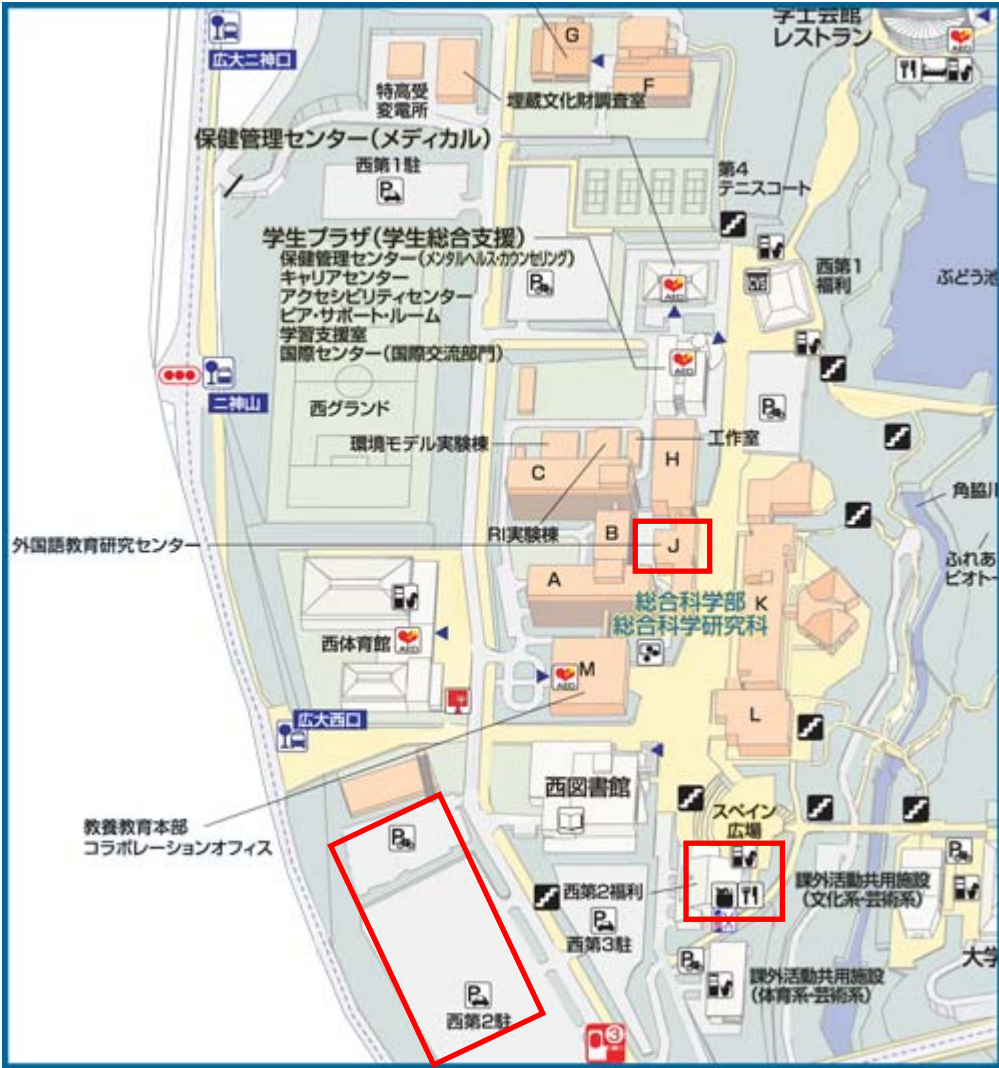 学士会館
レストラン
AED
広大二神口
G
F
特高受
変電所
埋蔵文化財調査室
保健管理センター(メディカル)
西第1駐
P
第4
テニスコート
学生プラザ(学生総合支援)
保健管理センター(メンタルヘルス・カウンセリング)
キャリアセンター
アクセシビリティセンター
ピア・サポート・ルーム
学習支援室
国際センター(国際交流部門)
P
AED
西第1
福利
ぶどう池
AED
二神山
西グランド
P
環境モデル実験棟
工作室
C
H
角脇川
RI実験棟
B
J
外国語教育研究センター
ふれあ
ビオトー
A
総合科学部
K
総合科学研究科
西体育館
AED
AED
M
L
広大西口
西図書館
スペイン
広場
教養教育本部
コラボレーションオフィス
P
P
西第2福利
課外活動共用施設
(文化系・芸術系)
P
西第3駐
P
大学
課外活動共用施設
(体育系・芸術系)
P
西第2駐
3